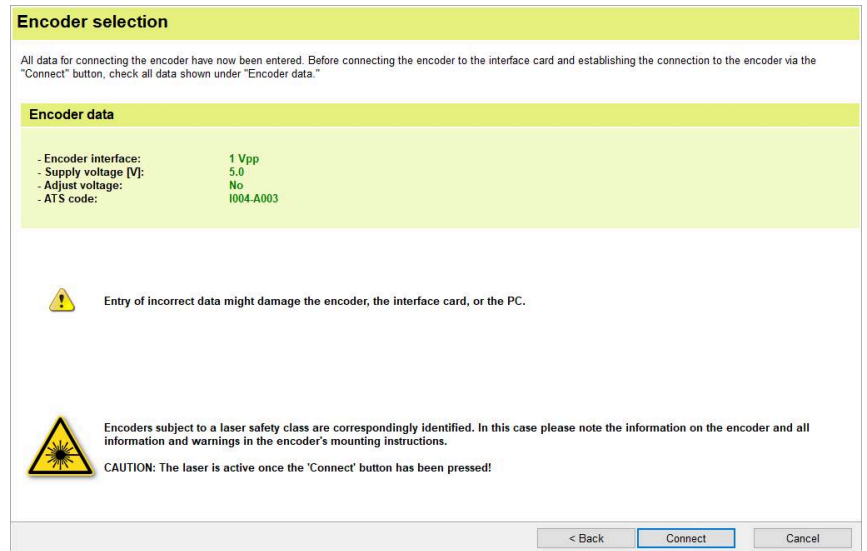 Encoder selection
All data for connecting the encoder have now been entered. Before connecting the encoder to the interface card and establishing the connection to the encoder via the
"Connect" button, check all data shown under "Encoder data."
Encoder data
- Encoder interface: 1 Vpp
- Supply voltage [V]: 5.0
- Adjust voltage: No
- ATS code: I004-A003
Entry of incorrect data might damage the encoder, the interface card, or the PC.
Encoders subject to a laser safety class are correspondingly identified. In this case please note the information on the encoder and all
information and warnings in the encoder's mounting instructions.
CAUTION: The laser is active once the 'Connect' button has been pressed!
< Back Connect Cancel